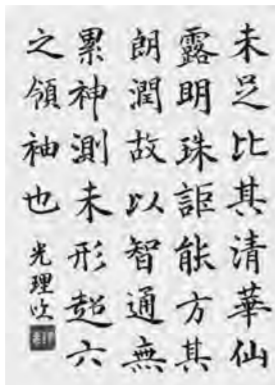 未足比其清華仙
露明珠詎能方其
朗潤故以智通無
累神測未形超六
之領袖也
光理